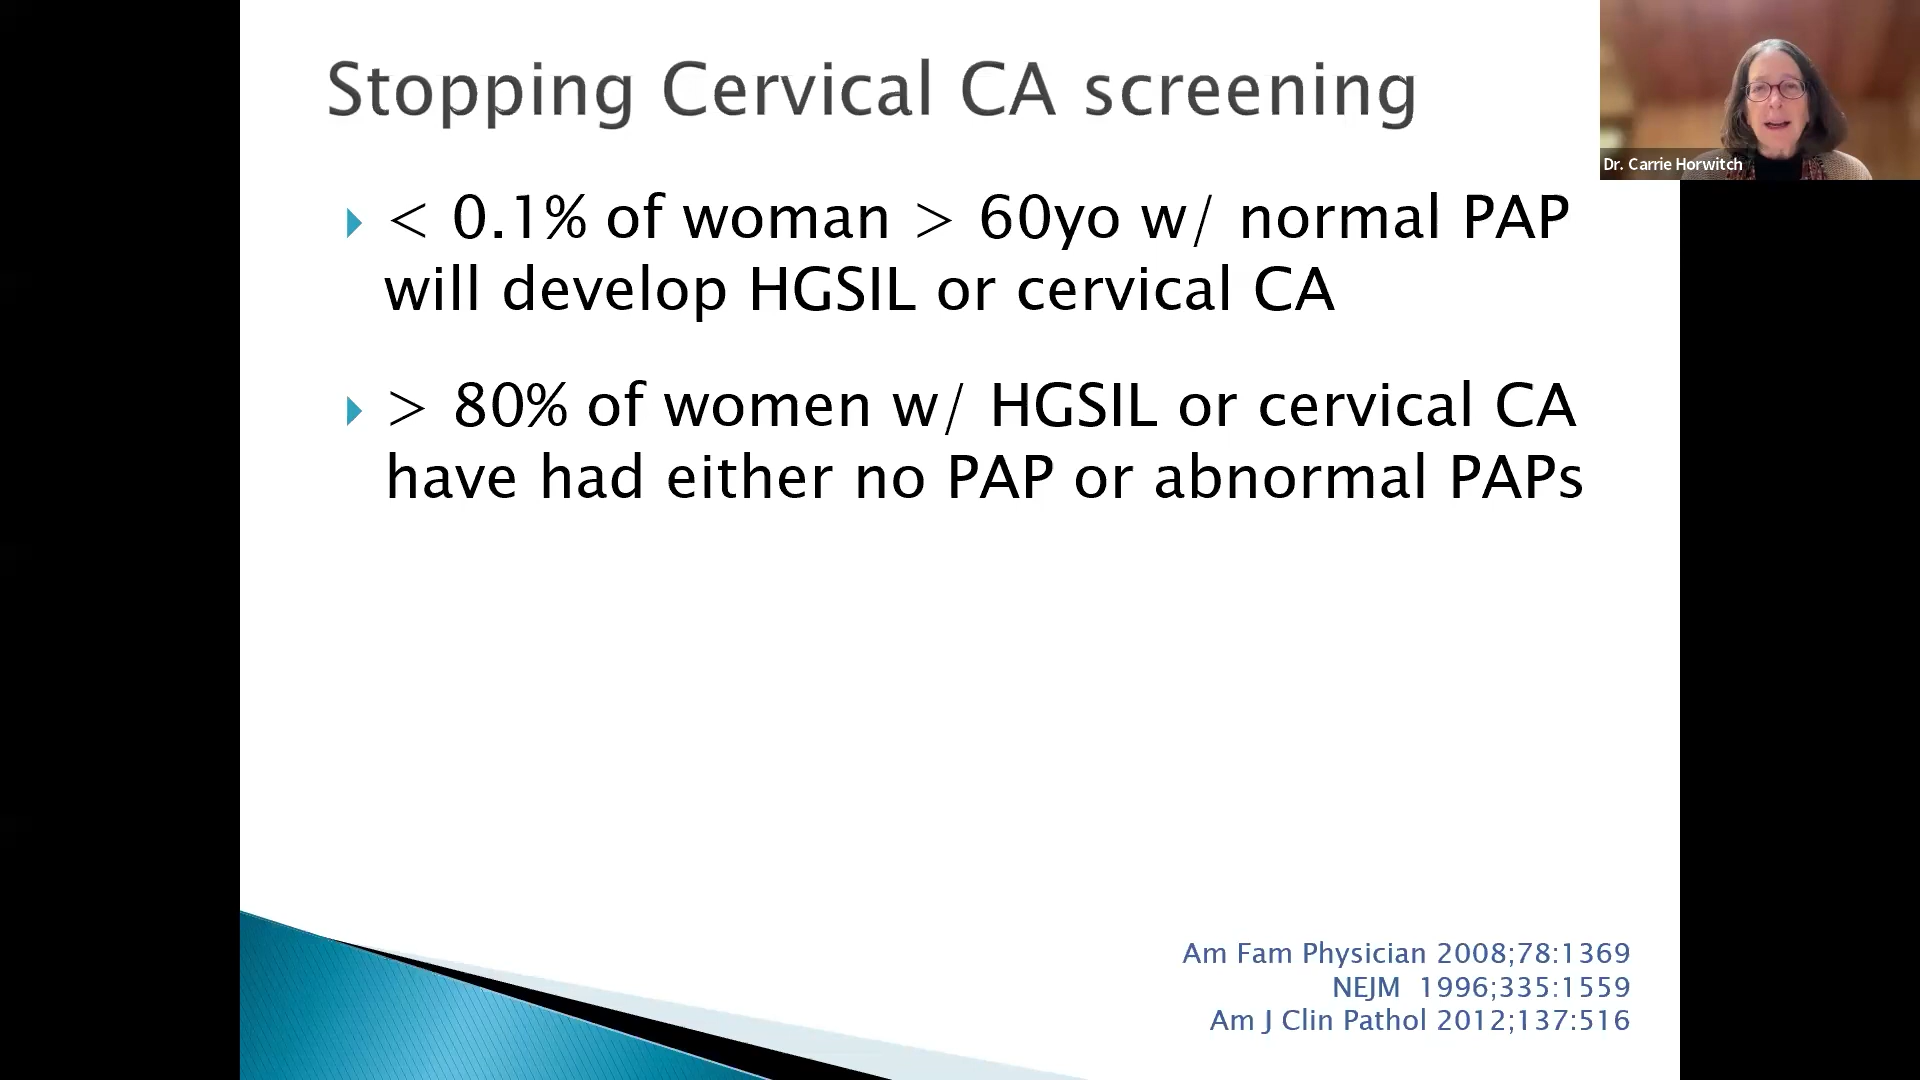 Stopping Cervical CA screening
Dr. Carrie Horwitch
< 0.1% of woman > 60yo w/ normal PAP
will develop HGSIL or cervical CA
> 80% of women w/ HGSIL or cervical CA
have had either no PAP or abnormal PAPs
Am Fam Physician 2008;78:1369
NEJM 1996;335:1559
Am J Clin Pathol 2012;137:516